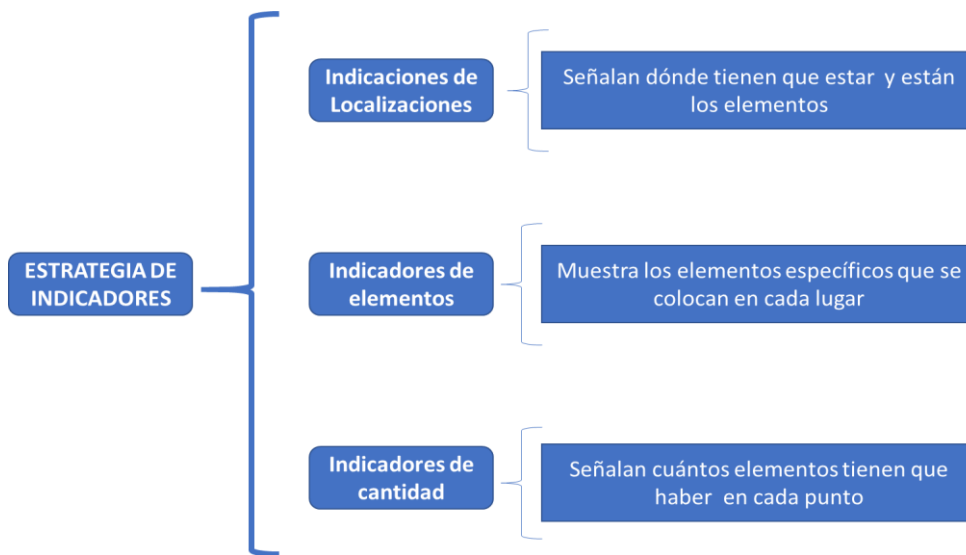 Indicaciones de
Localizaciones
Señalan dónde tienen que estar y están
los elementos
ESTRATEGIA DE
INDICADORES
Indicadores de
elementos
Muestra los elementos específicos que se
colocan en cada lugar
Indicadores de
cantidad
Señalan cuántos elementos tienen que
haber en cada punto